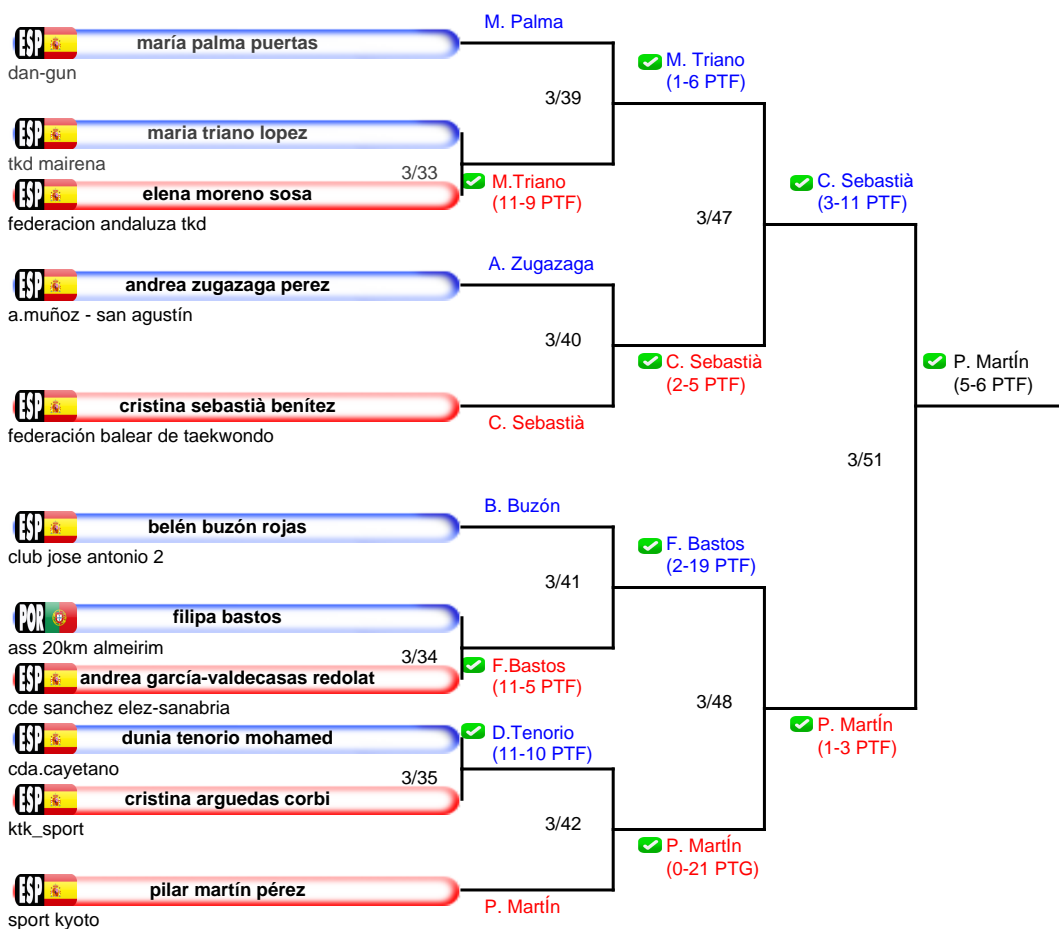 M. Palma
ESP maría palma puertas
dan-gun
M. Triano
(1-6 PTF)
3/39
ESP maria triano lopez
tkd mairena
3/33
M.Triano
(11-9 PTF)
ESP elena moreno sosa
federacion andaluza tkd
C. Sebastià
(3-11 PTF)
3/47
A. Zugazaga
ESP andrea zugazaga perez
a.muñoz - san agustín
3/40
C. Sebastià
(2-5 PTF)
P. MartÍn
(5-6 PTF)
ESP cristina sebastià benítez
C. Sebastià
federación balear de taekwondo
3/51
B. Buzón
ESP belén buzón rojas
club jose antonio 2
F. Bastos
(2-19 PTF)
3/41
POR filipa bastos
ass 20km almeirim
3/34
F.Bastos
(11-5 PTF)
ESP andrea garcía-valdecasas redolat
cde sanchez elez-sanabria
3/48
P. MartÍn
(1-3 PTF)
D.Tenorio
(11-10 PTF)
ESP dunia tenorio mohamed
cda.cayetano
3/35
ESP cristina arguedas corbi
ktk_sport
3/42
P. MartÍn
(0-21 PTG)
ESP pilar martín pérez
P. MartÍn
sport kyoto